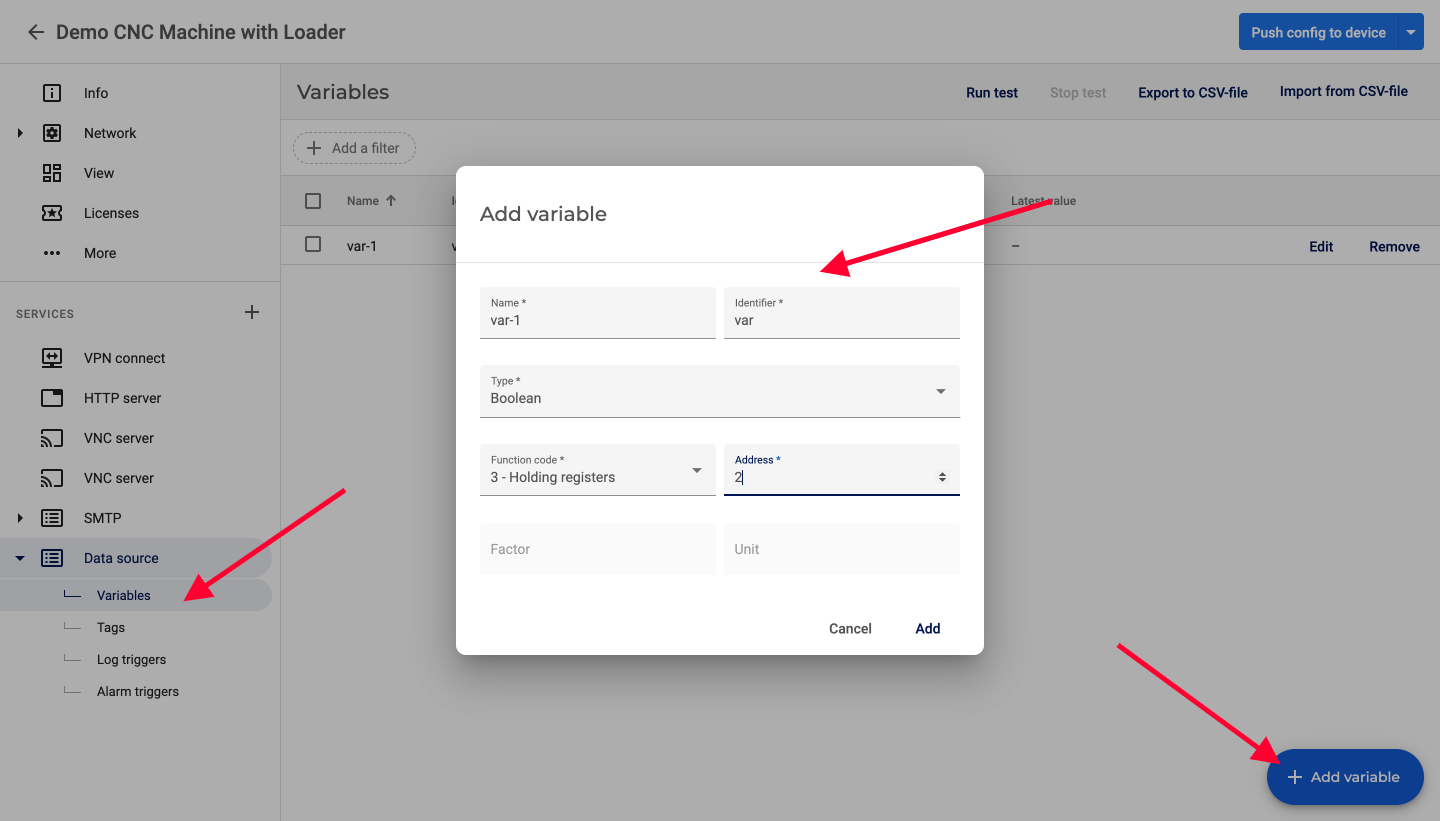 Demo CNC Machine with Loader
Push config to device
Info
Network
View
Licenses
More
SERVICES
VPN connect
HTTP server
VNC server
VNC server
SMTP
Data source
Variables
Tags
Log triggers
Alarm triggers
Variables
Run test
Stop test
Export to CSV-file
Import from CSV-file
Add a filter
Name
Latest value
var-1
–
Edit
Remove
Add variable
Name *
var-1
Identifier *
var
Type *
Boolean
Function code *
3 - Holding registers
Address *
2
Factor
Unit
Cancel
Add
Add variable